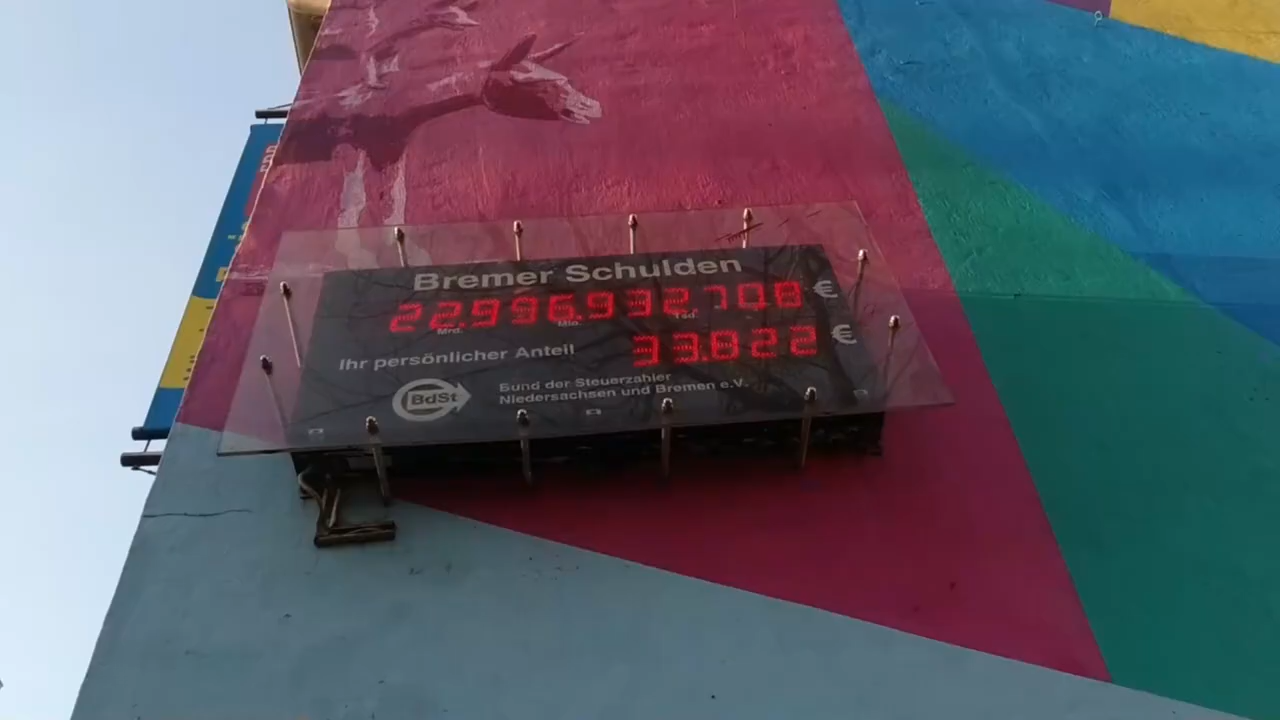 Bremer Schulden
22.996.932.708 €
Mrd. Mio. Tsd.
Ihr persönlicher Anteil 33.822 €
BdSt
Bund der Steuerzahler
Niedersachsen und Bremen e.V.